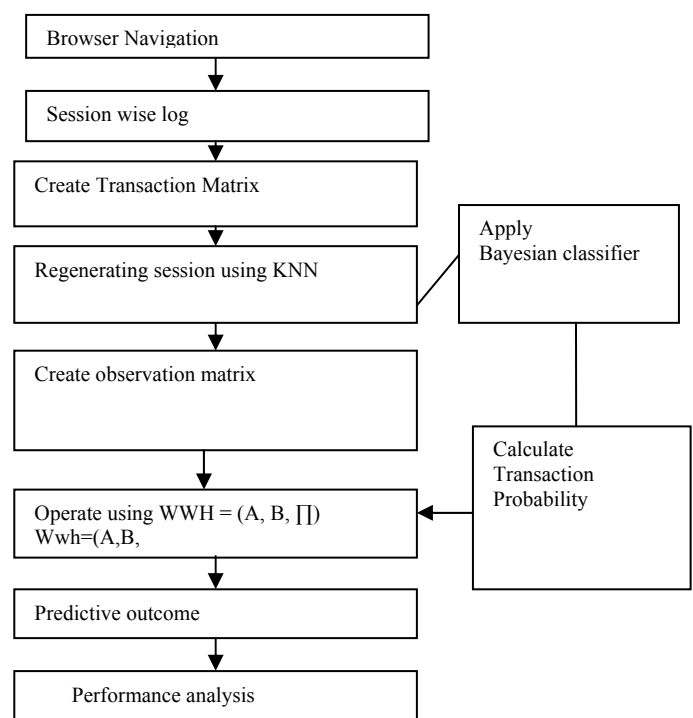 Browser Navigation
Session wise log
Create Transaction Matrix
Regenerating session using KNN
Apply
Bayesian classifier
Create observation matrix
Calculate
Transaction
Probability
Operate using WWH = (A, B, ∏)
Wwh=(A,B,
Predictive outcome
Performance analysis